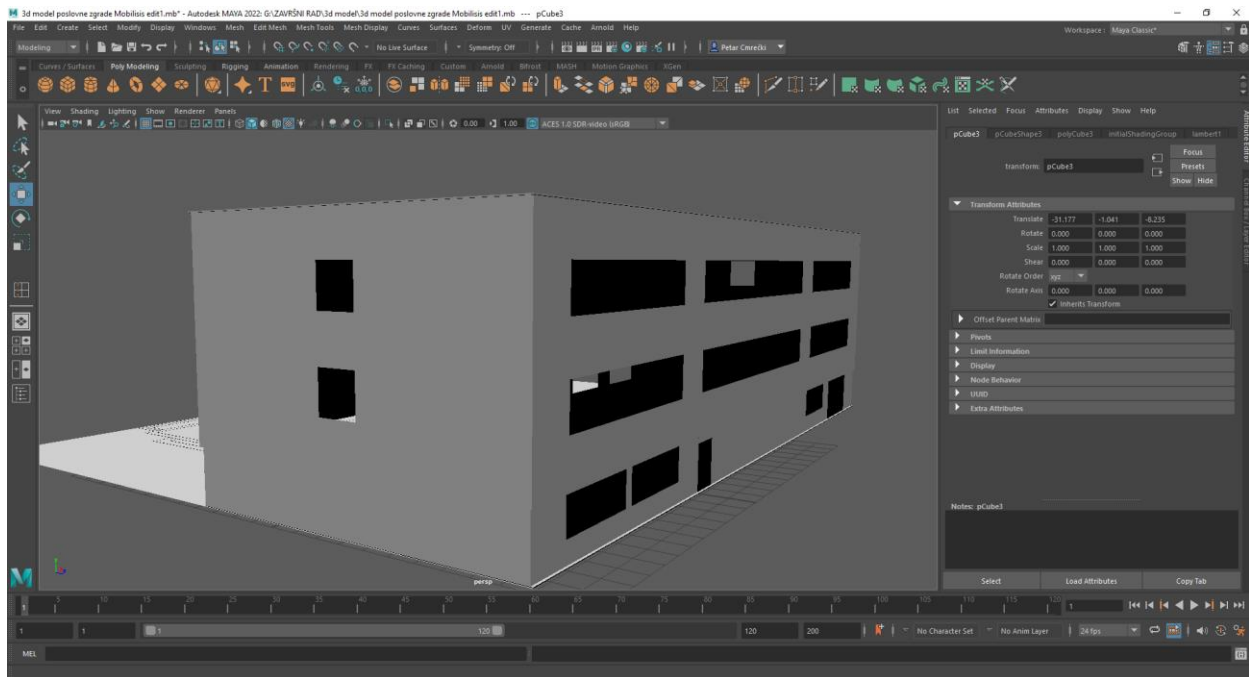 3d model poslovne zgrade Mobilisis edit1.mb* - Autodesk MAYA 2022: G:\ZAVRŠNI RAD\3d model\3d model poslovne zgrade Mobilisis edit1.mb --- pCube3
File Edit Create Select Modify Display Windows Mesh Edit Mesh Mesh Tools Mesh Display Curves Surfaces Deform UV Generate Cache Arnold Help
Workspace: Maya Classic*
Modeling No Live Surface Symmetry: Off Petar Cmrečki
Curves / Surfaces Poly Modeling Sculpting Rigging Animation Rendering FX FX Caching Custom Arnold Bifrost MASH Motion Graphics XGen
View Shading Lighting Show Renderer Panels
0.00 1.00 ACES 1.0 SDR-video (sRGB)
List Selected Focus Attributes Display Show Help
pCube3 pCubeShape3 polyCube3 initialShadingGroup lambert1
Focus
transform: pCube3
Presets
Show Hide
Transform Attributes
Translate -31.177 -1.041 -6.235
Rotate 0.000 0.000 0.000
Scale 1.000 1.000 1.000
Shear 0.000 0.000 0.000
Rotate Order xyz
Rotate Axis 0.000 0.000 0.000
Inherits Transform
Offset Parent Matrix
Pivots
Limit Information
Display
Node Behavior
UUID
Extra Attributes
Notes: pCube3
Select Load Attributes Copy Tab
Attribute Editor
Channel Box / Layer Editor
persp
5 10 15 20 25 30 35 40 45 50 55 60 65 70 75 80 85 90 95 100 105 110 115 120
1 1
1 1 1 120 120 200 No Character Set No Anim Layer 24 fps
MEL